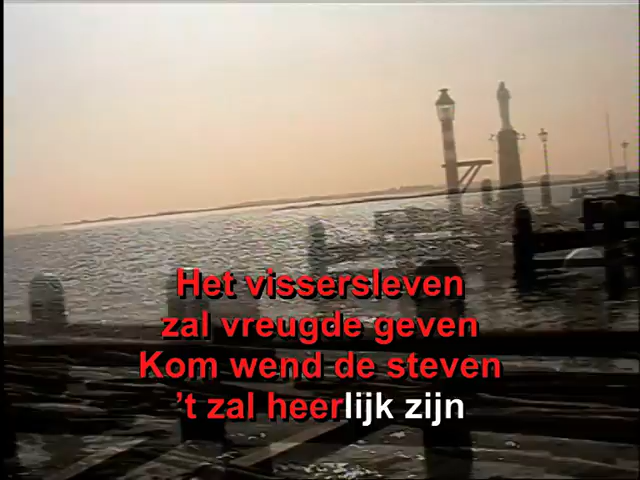 Het vissersleven
zal vreugde geven
Kom wend de steven
’t zal heerlijk zijn